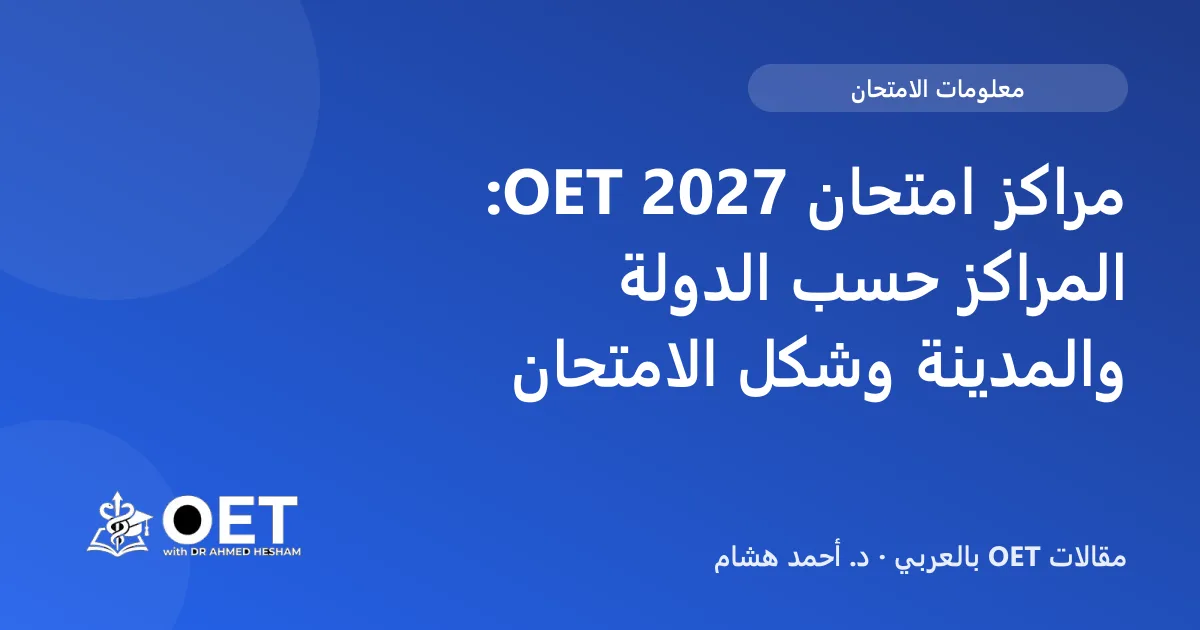 معلومات الامتحان
مراكز امتحان OET 2027:
المراكز حسب الدولة
والمدينة وشكل الامتحان
OET
with DR AHMED HESHAM
مقالات OET بالعربي · د. أحمد هشام